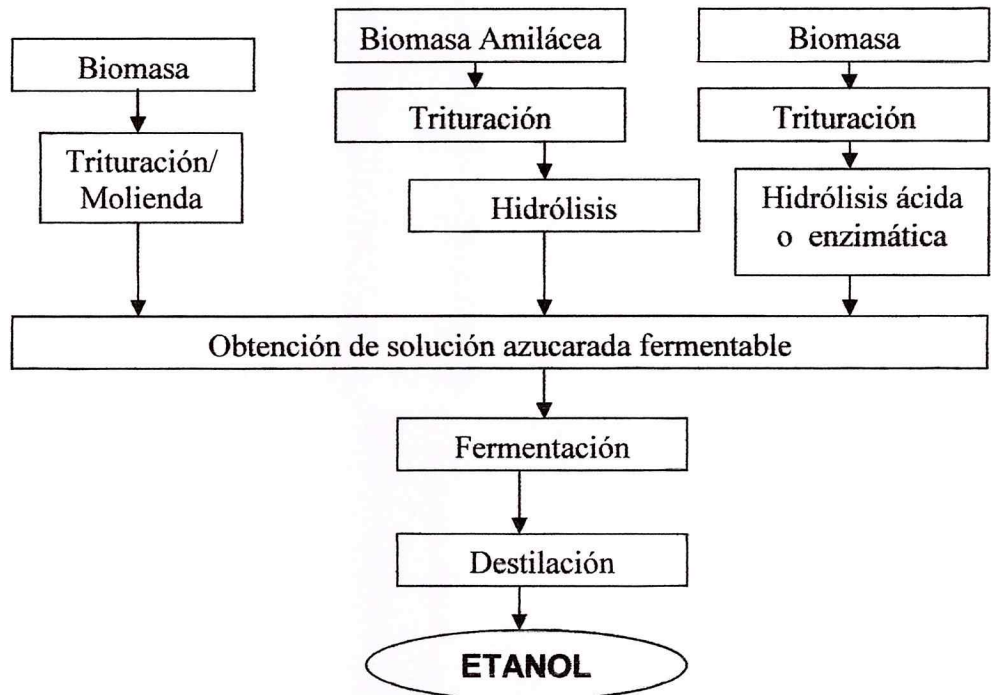 Biomasa
Trituración/
Molienda
Biomasa Amilácea
Trituración
Hidrólisis
Biomasa
Trituración
Hidrólisis ácida
o enzimática
Obtención de solución azucarada fermentable
Fermentación
Destilación
ETANOL